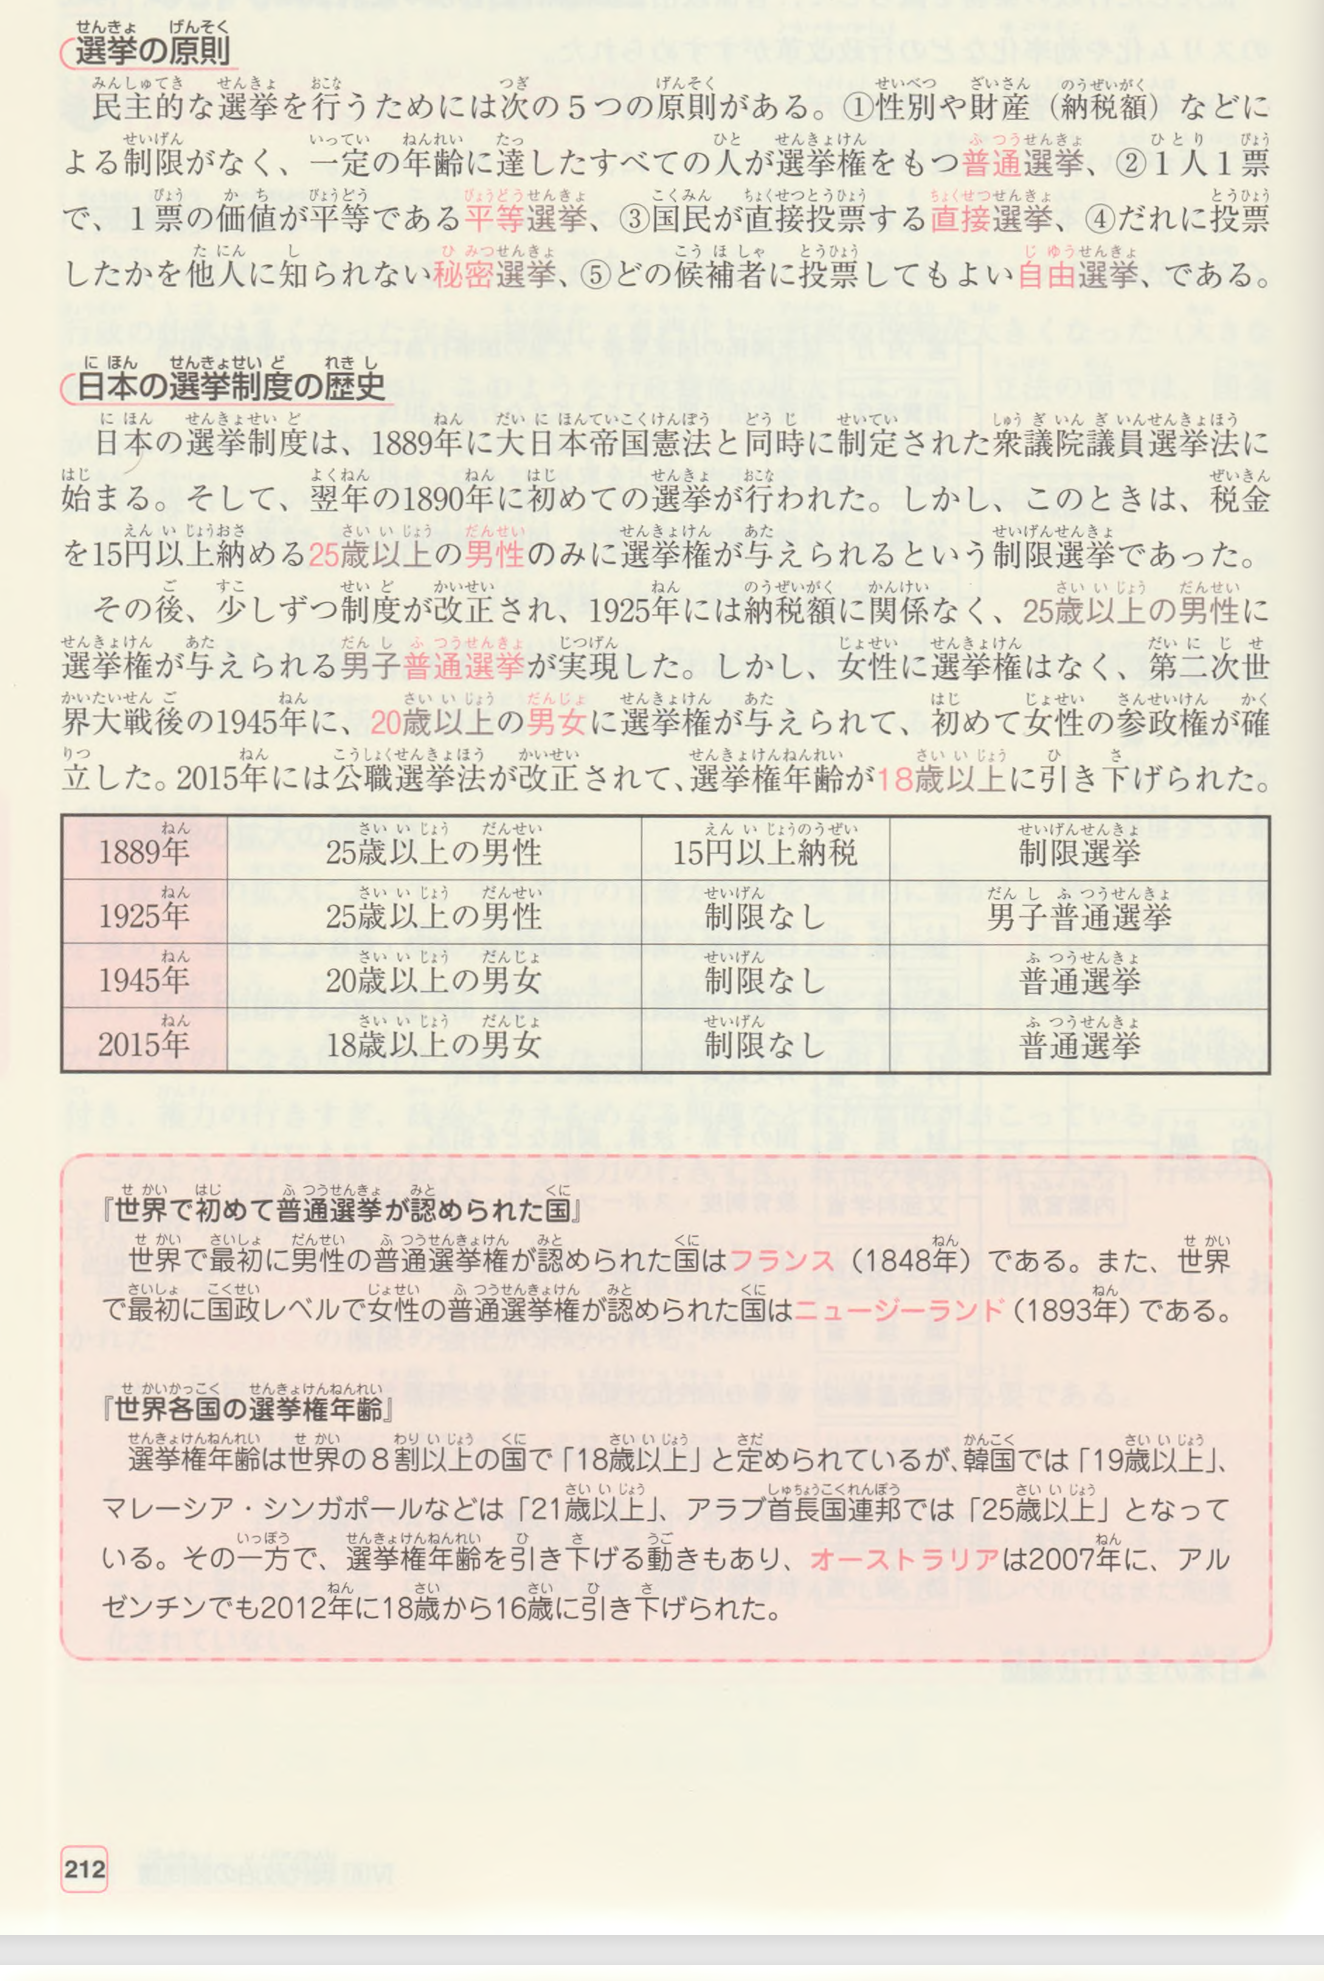 選挙の原則
民主的な選挙を行うためには次の5つの原則がある。①性別や財産（納税額）などに
よる制限がなく、一定の年齢に達したすべての人が選挙権をもつ普通選挙、②1人1票
で、1票の価値が平等である平等選挙、③国民が直接投票する直接選挙、④だれに投票
したかを他人に知られない秘密選挙、⑤どの候補者に投票してもよい自由選挙、である。
日本の選挙制度の歴史
日本の選挙制度は、1889年に大日本帝国憲法と同時に制定された衆議院議員選挙法に
始まる。そして、翌年の1890年に初めての選挙が行われた。しかし、このときは、税金
を15円以上納める25歳以上の男性のみに選挙権が与えられるという制限選挙であった。
その後、少しずつ制度が改正され、1925年には納税額に関係なく、25歳以上の男性に
選挙権が与えられる男子普通選挙が実現した。しかし、女性に選挙権はなく、第二次世
界大戦後の1945年に、20歳以上の男女に選挙権が与えられて、初めて女性の参政権が確
立した。2015年には公職選挙法が改正されて、選挙権年齢が18歳以上に引き下げられた。
1889年 25歳以上の男性 15円以上納税 制限選挙
1925年 25歳以上の男性 制限なし 男子普通選挙
1945年 20歳以上の男女 制限なし 普通選挙
2015年 18歳以上の男女 制限なし 普通選挙
『世界で初めて普通選挙が認められた国』
世界で最初に男性の普通選挙権が認められた国はフランス（1848年）である。また、世界
で最初に国政レベルで女性の普通選挙権が認められた国はニュージーランド（1893年）である。
『世界各国の選挙権年齢』
選挙権年齢は世界の8割以上の国で「18歳以上」と定められているが、韓国では「19歳以上」、
マレーシア・シンガポールなどは「21歳以上」、アラブ首長国連邦では「25歳以上」となって
いる。その一方で、選挙権年齢を引き下げる動きもあり、オーストラリアは2007年に、アル
ゼンチンでも2012年に18歳から16歳に引き下げられた。
212